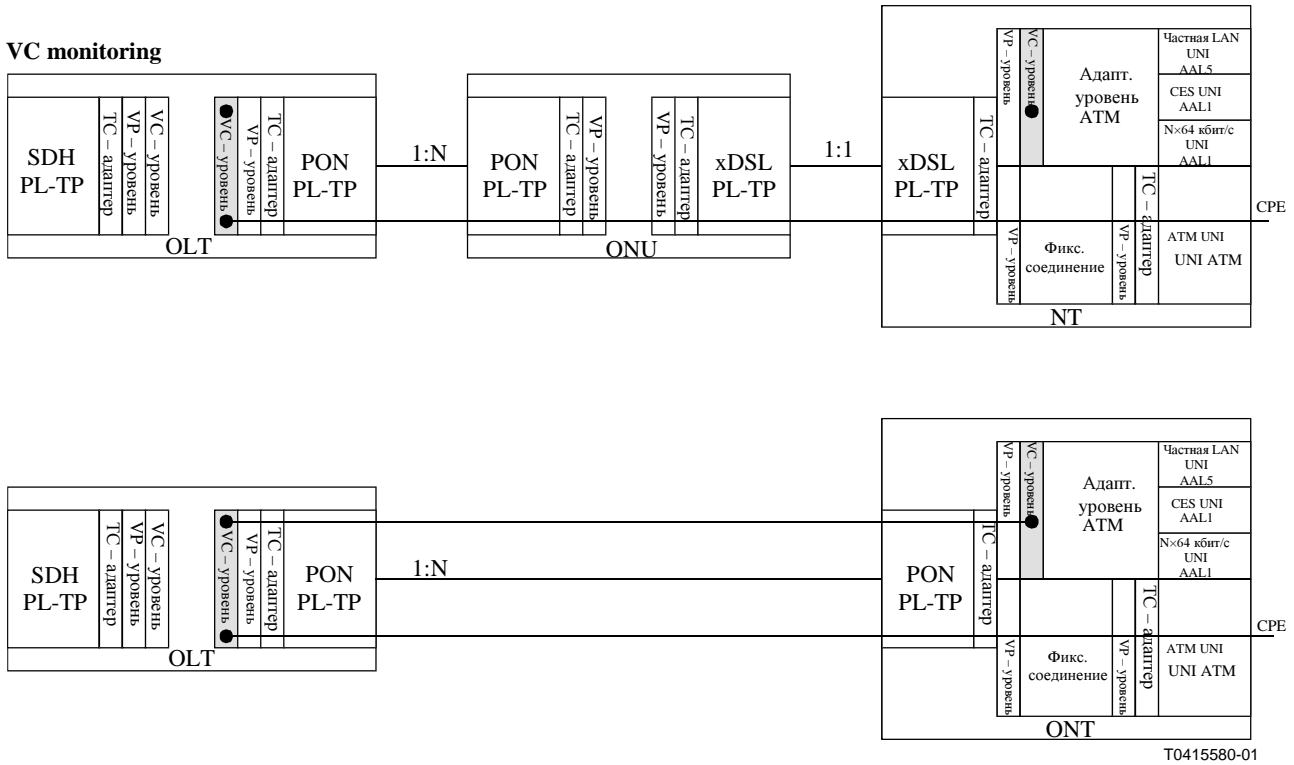 VC monitoring
SDH
PL-TP
TC – адаптер
VP – уровень
VC – уровень
VC – уровень
VP – уровень
TC – адаптер
PON
PL-TP
OLT
1:N
PON
PL-TP
TC – адаптер
VP – уровень
VP – уровень
TC – адаптер
xDSL
PL-TP
ONU
1:1
xDSL
PL-TP
TC – адаптер
VP – уровень
VC – уровень
Адапт.
уровень
ATM
Частная LAN
UNI
AAL5
CES UNI
AAL1
N×64 кбит/с
UNI
AAL1
VP – уровень
Фикс.
соединение
VP – уровень
TC – адаптер
ATM UNI
UNI ATM
CPE
NT
SDH
PL-TP
TC – адаптер
VP – уровень
VC – уровень
VC – уровень
VP – уровень
TC – адаптер
PON
PL-TP
OLT
1:N
PON
PL-TP
TC – адаптер
VP – уровень
VC – уровень
Адапт.
уровень
ATM
Частная LAN
UNI
AAL5
CES UNI
AAL1
N×64 кбит/с
UNI
AAL1
VP – уровень
Фикс.
соединение
VP – уровень
TC – адаптер
ATM UNI
UNI ATM
CPE
ONT
T0415580-01